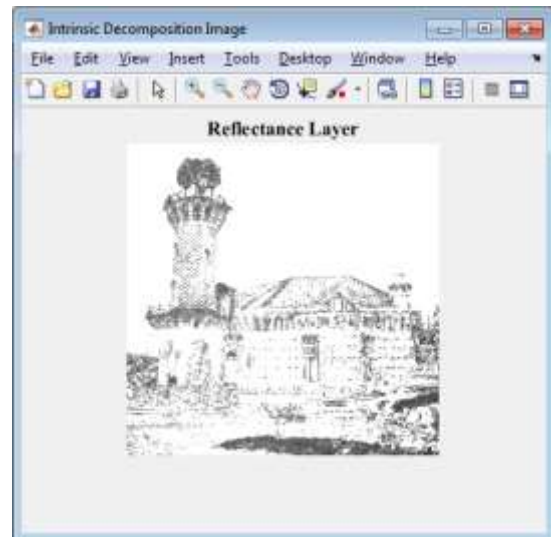 Intrinsic Decomposition Image
File Edit View Insert Tools Desktop Window Help
Reflectance Layer